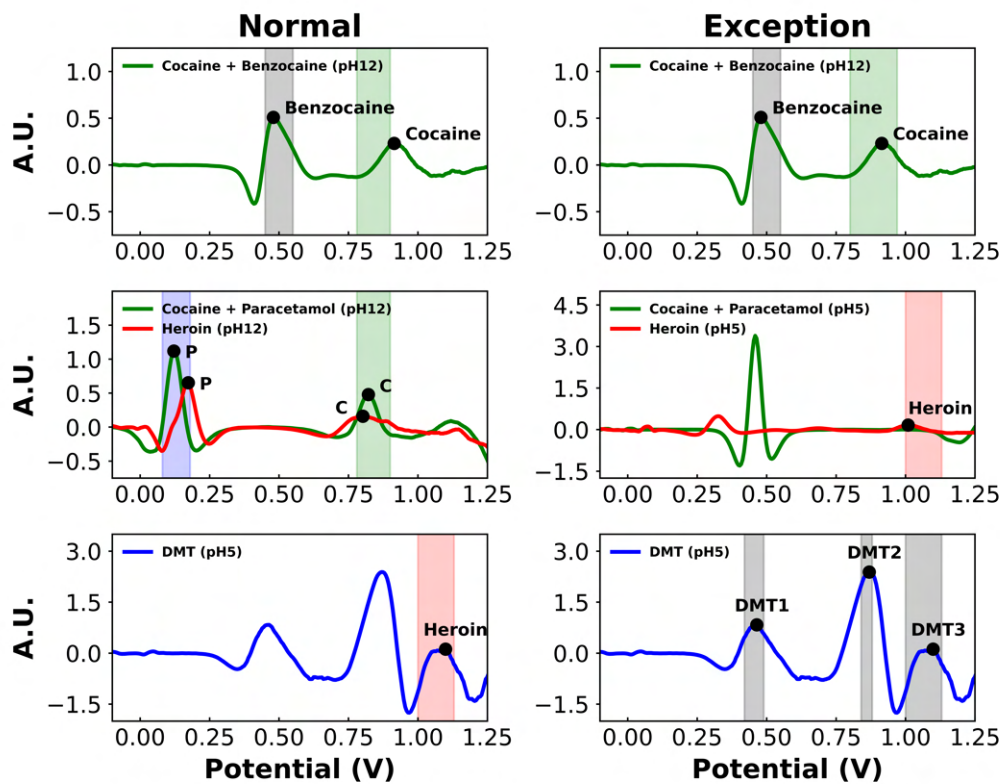 Normal
Exception
A.U.
1.0
0.5
0.0
−0.5
Cocaine + Benzocaine (pH12)
Benzocaine
Cocaine
0.00 0.25 0.50 0.75 1.00 1.25
1.0
0.5
0.0
−0.5
Cocaine + Benzocaine (pH12)
Benzocaine
Cocaine
0.00 0.25 0.50 0.75 1.00 1.25
A.U.
1.5
1.0
0.5
0.0
−0.5
Cocaine + Paracetamol (pH12)
Heroin (pH12)
P
P
C
C
0.00 0.25 0.50 0.75 1.00 1.25
4.5
3.0
1.5
0.0
−1.5
Cocaine + Paracetamol (pH5)
Heroin (pH5)
Heroin
0.00 0.25 0.50 0.75 1.00 1.25
A.U.
3.0
1.5
0.0
−1.5
DMT (pH5)
Heroin
0.00 0.25 0.50 0.75 1.00 1.25
Potential (V)
3.0
1.5
0.0
−1.5
DMT (pH5)
DMT1
DMT2
DMT3
0.00 0.25 0.50 0.75 1.00 1.25
Potential (V)